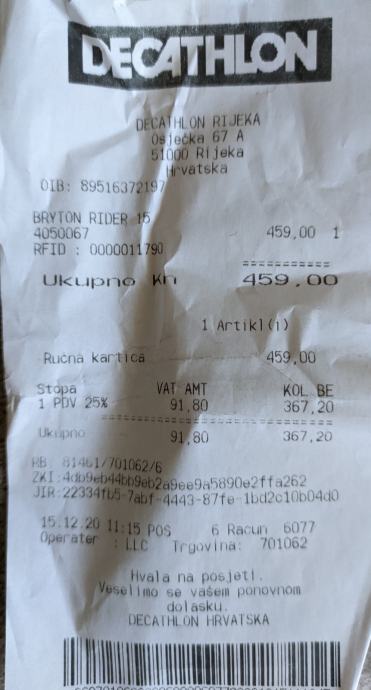 DECATHLON
DECATHLON RIJEKA
Osječka 67 A
51000 Rijeka
Hrvatska
OIB: 89516372197
BRYTON RIDER 15
4050067 459,00 1
RFID : 0000011790
============
Ukupno Kn 459,00
1 Artikl(i)
Ručna kartica 459,00
Stopa VAT AMT KOL BE
1 PDV 25% 91,80 367,20
Ukupno 91,80 367,20
RB: 81461/701062/6
ZKI:4db9eb44bb9eb2a9ee9a5890e2ffa262
JIR:22334fb5-7abf-4443-87fe-1bd2c10b04d0
15.12.20 11:15 POS 6 Račun 6077
Operater : LLC Trgovina: 701062
Hvala na posjeti.
Veselimo se vašem ponovnom
dolasku.
DECATHLON HRVATSKA